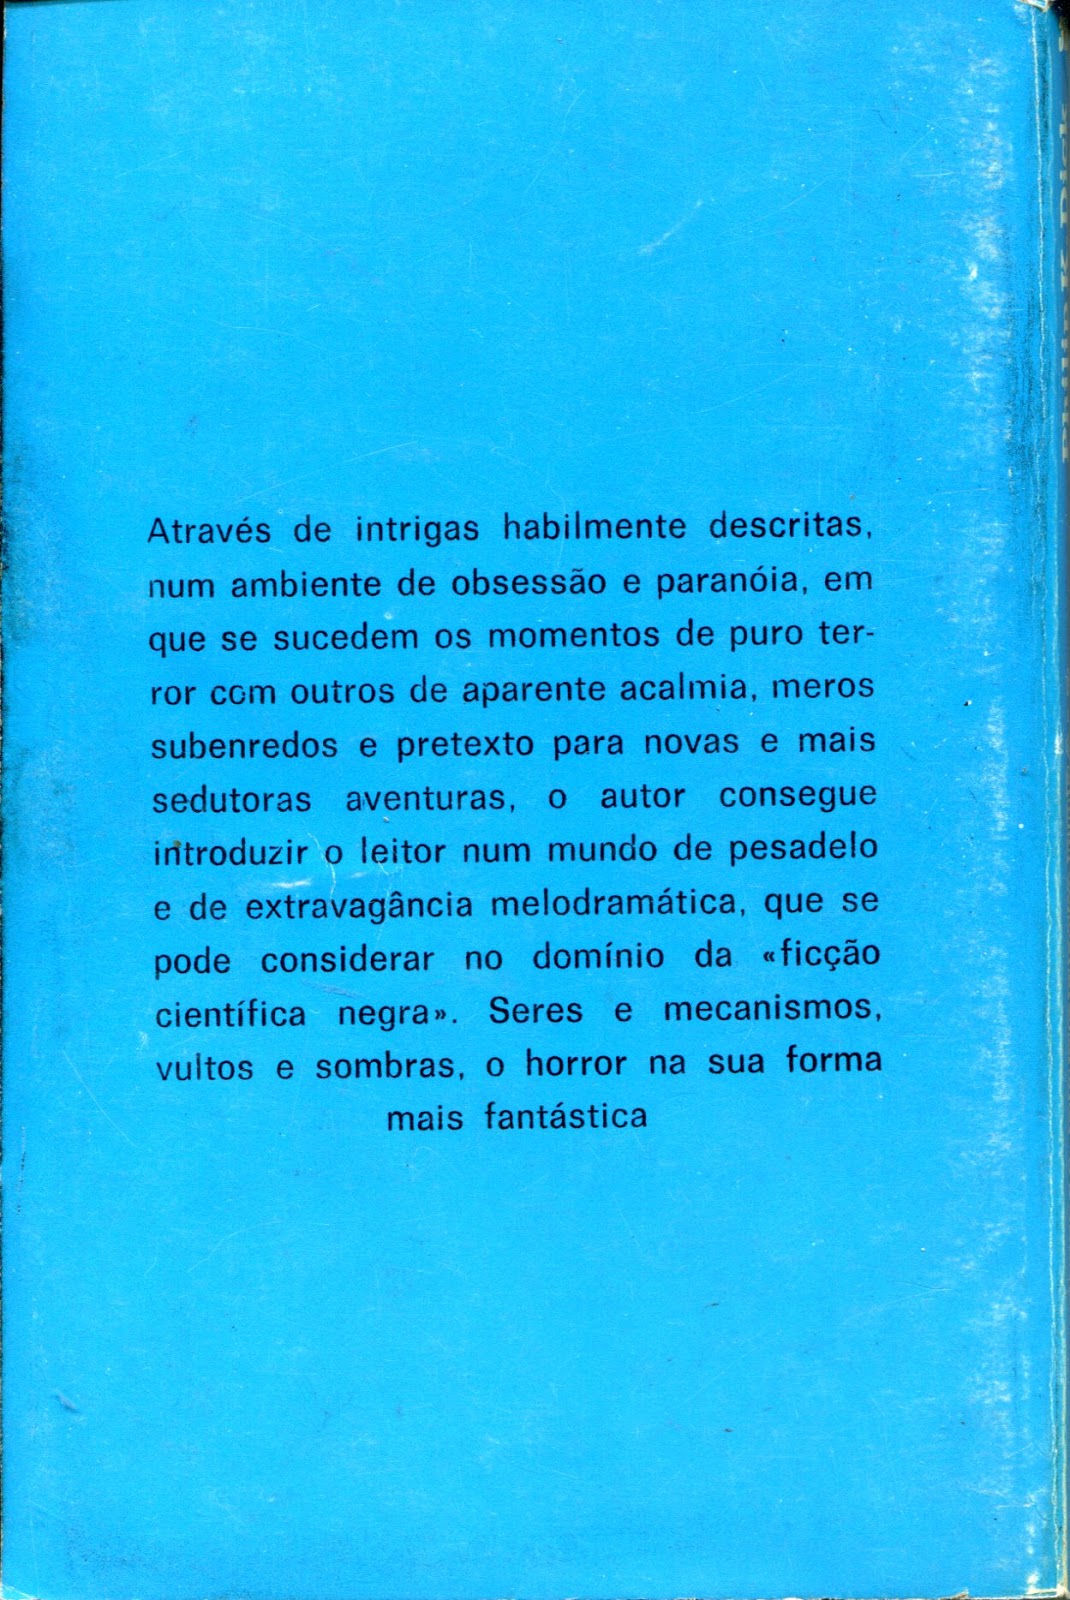 Através de intrigas habilmente descritas,
num ambiente de obsessão e paranóia, em
que se sucedem os momentos de puro ter-
ror com outros de aparente acalmia, meros
subenredos e pretexto para novas e mais
sedutoras aventuras, o autor consegue
introduzir o leitor num mundo de pesadelo
e de extravagância melodramática, que se
pode considerar no domínio da «ficção
científica negra». Seres e mecanismos,
vultos e sombras, o horror na sua forma
mais fantástica